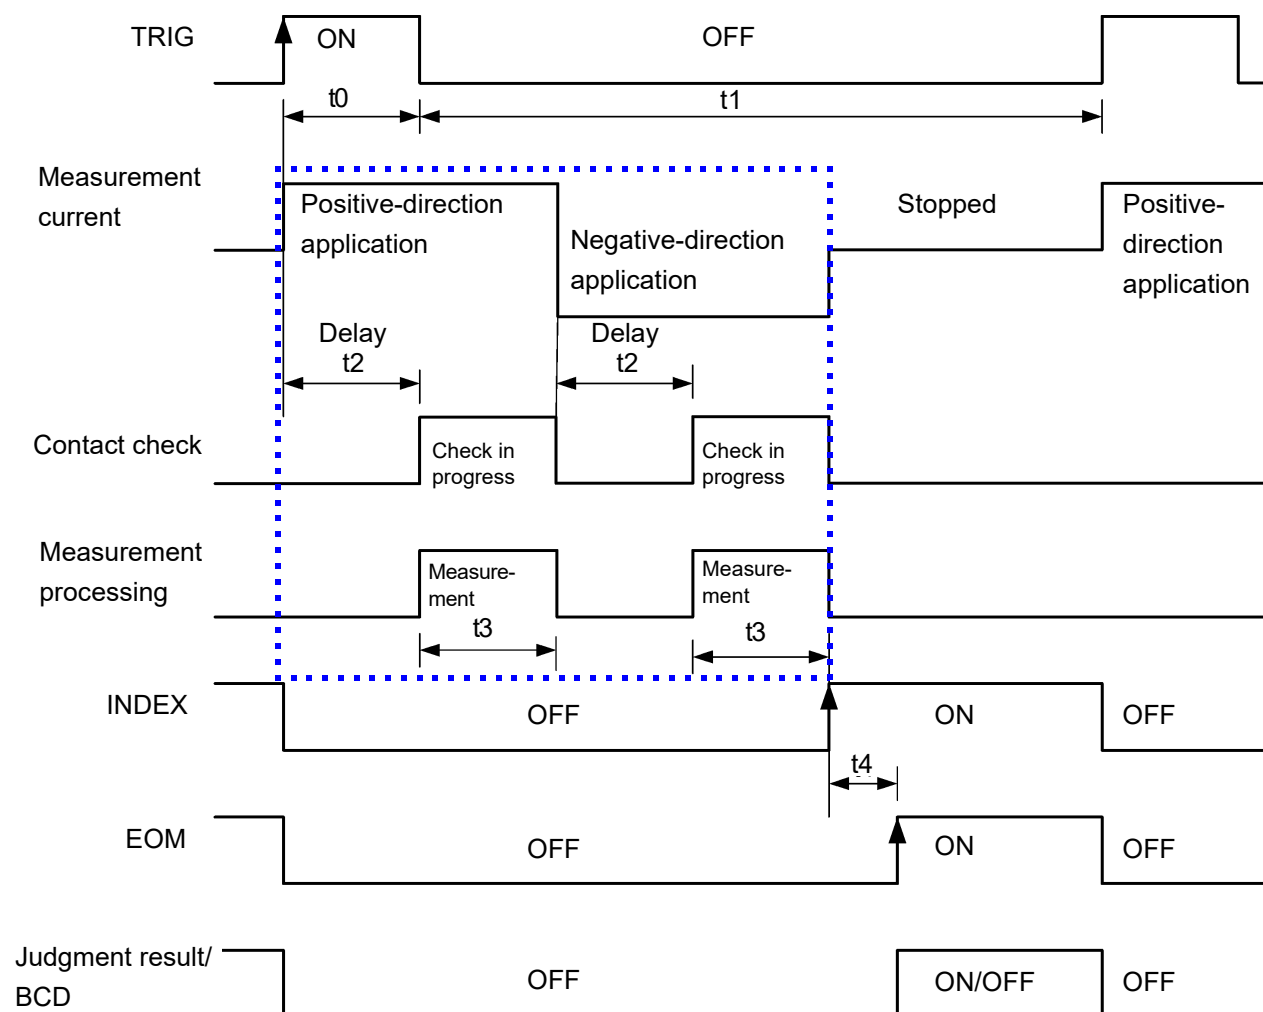 TRIG
ON
OFF
t0
t1
Measurement
current
Positive-direction
application
Negative-direction
application
Stopped
Positive-
direction
application
Delay
t2
Delay
t2
Contact check
Check in
progress
Check in
progress
Measurement
processing
Measure-
ment
t3
Measure-
ment
t3
INDEX
OFF
ON
OFF
t4
EOM
OFF
ON
OFF
Judgment result/
BCD
OFF
ON/OFF
OFF